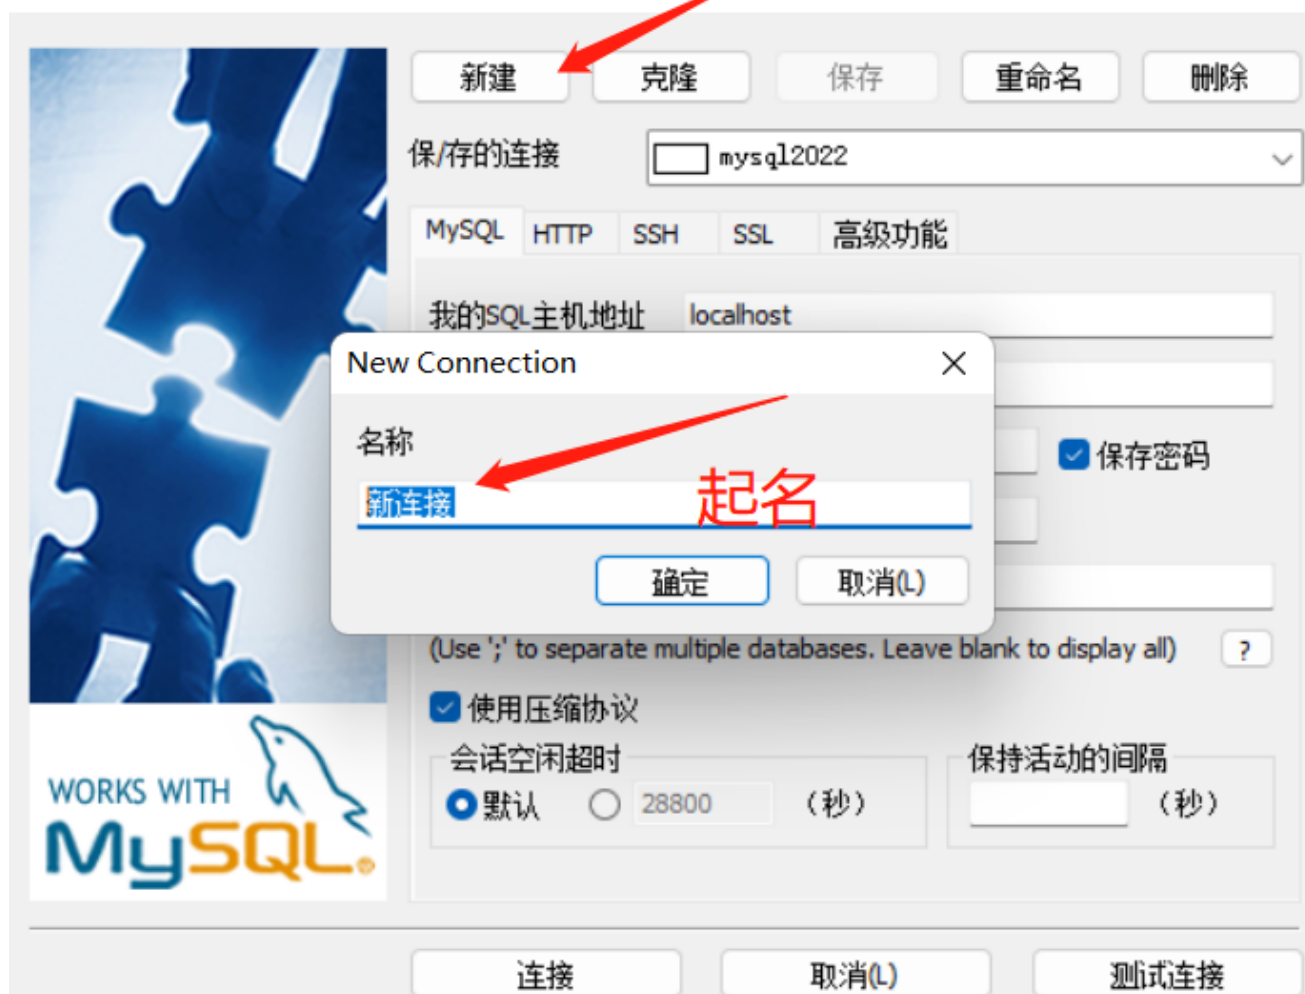 新建 克隆 保存 重命名 删除
保/存的连接 mysql2022
MySQL HTTP SSH SSL 高级功能
我的SQL主机地址 localhost
New Connection
名称
保存密码
新连接 起名
确定 取消(L)
(Use ';' to separate multiple databases. Leave blank to display all) ?
使用压缩协议
会话空闲超时 保持活动的间隔
默认 28800 （秒） （秒）
WORKS WITH
MySQL
连接 取消(L) 测试连接